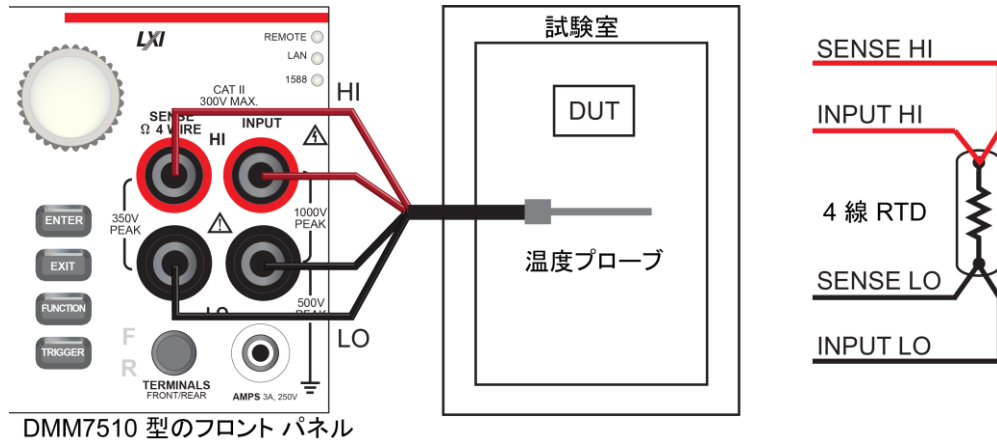 LXI
REMOTE
LAN
1588
CAT II
300V MAX.
HI
SENSE
Ω 4 WIRE
HI
INPUT
350V
PEAK
1000V
PEAK
500V
PEAK
LO
LO
ENTER
EXIT
FUNCTION
TRIGGER
F
R
TERMINALS
FRONT/REAR
AMPS 3A, 250V
DMM7510 型のフロント パネル
試験室
DUT
温度プローブ
SENSE HI
INPUT HI
4 線 RTD
SENSE LO
INPUT LO